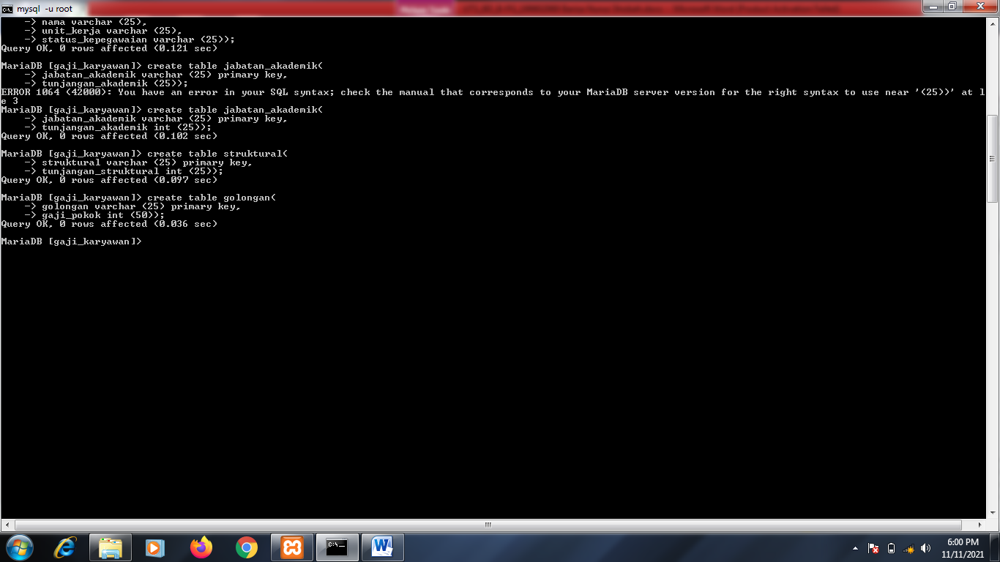 mysql -u root
-> nama varchar (25),
-> unit_kerja varchar (25),
-> status_kepegawaian varchar (25));
Query OK, 0 rows affected (0.121 sec)
MariaDB [gaji_karyawan]> create table jabatan_akademik(
-> jabatan_akademik varchar (25) primary key,
-> tunjangan_akademik (25));
ERROR 1064 (42000): You have an error in your SQL syntax; check the manual that corresponds to your MariaDB server version for the right syntax to use near '(25))' at l
e 3
MariaDB [gaji_karyawan]> create table jabatan_akademik(
-> jabatan_akademik varchar (25) primary key,
-> tunjangan_akademik int (25));
Query OK, 0 rows affected (0.102 sec)
MariaDB [gaji_karyawan]> create table struktural(
-> struktural varchar (25) primary key,
-> tunjangan_struktural int (25));
Query OK, 0 rows affected (0.097 sec)
MariaDB [gaji_karyawan]> create table golongan(
-> golongan varchar (25) primary key,
-> gaji_pokok int (50));
Query OK, 0 rows affected (0.036 sec)
MariaDB [gaji_karyawan]>
6:00 PM
11/11/2021